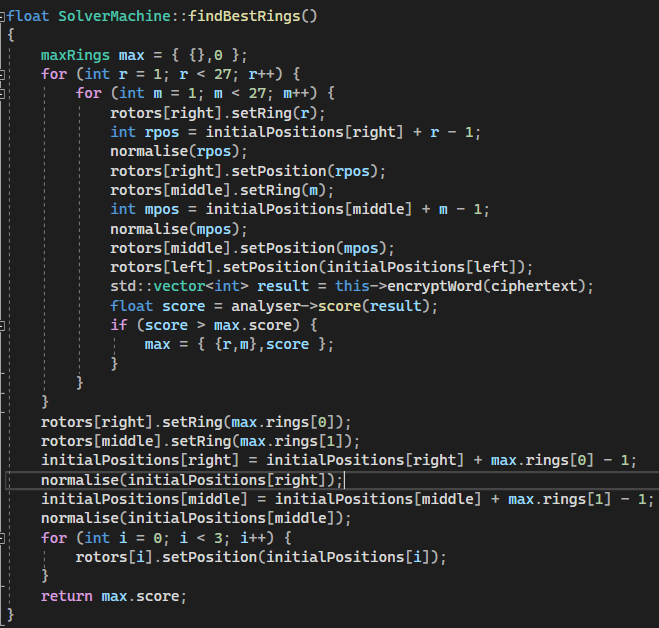 float SolverMachine::findBestRings()
{
    maxRings max = { {},0 };
    for (int r = 1; r < 27; r++) {
        for (int m = 1; m < 27; m++) {
            rotors[right].setRing(r);
            int rpos = initialPositions[right] + r - 1;
            normalise(rpos);
            rotors[right].setPosition(rpos);
            rotors[middle].setRing(m);
            int mpos = initialPositions[middle] + m - 1;
            normalise(mpos);
            rotors[middle].setPosition(mpos);
            rotors[left].setPosition(initialPositions[left]);
            std::vector<int> result = this->encryptWord(ciphertext);
            float score = analyser->score(result);
            if (score > max.score) {
                max = { {r,m},score };
            }
        }
    }
    rotors[right].setRing(max.rings[0]);
    rotors[middle].setRing(max.rings[1]);
    initialPositions[right] = initialPositions[right] + max.rings[0] - 1;
    normalise(initialPositions[right]);
    initialPositions[middle] = initialPositions[middle] + max.rings[1] - 1;
    normalise(initialPositions[middle]);
    for (int i = 0; i < 3; i++) {
        rotors[i].setPosition(initialPositions[i]);
    }
    return max.score;
}